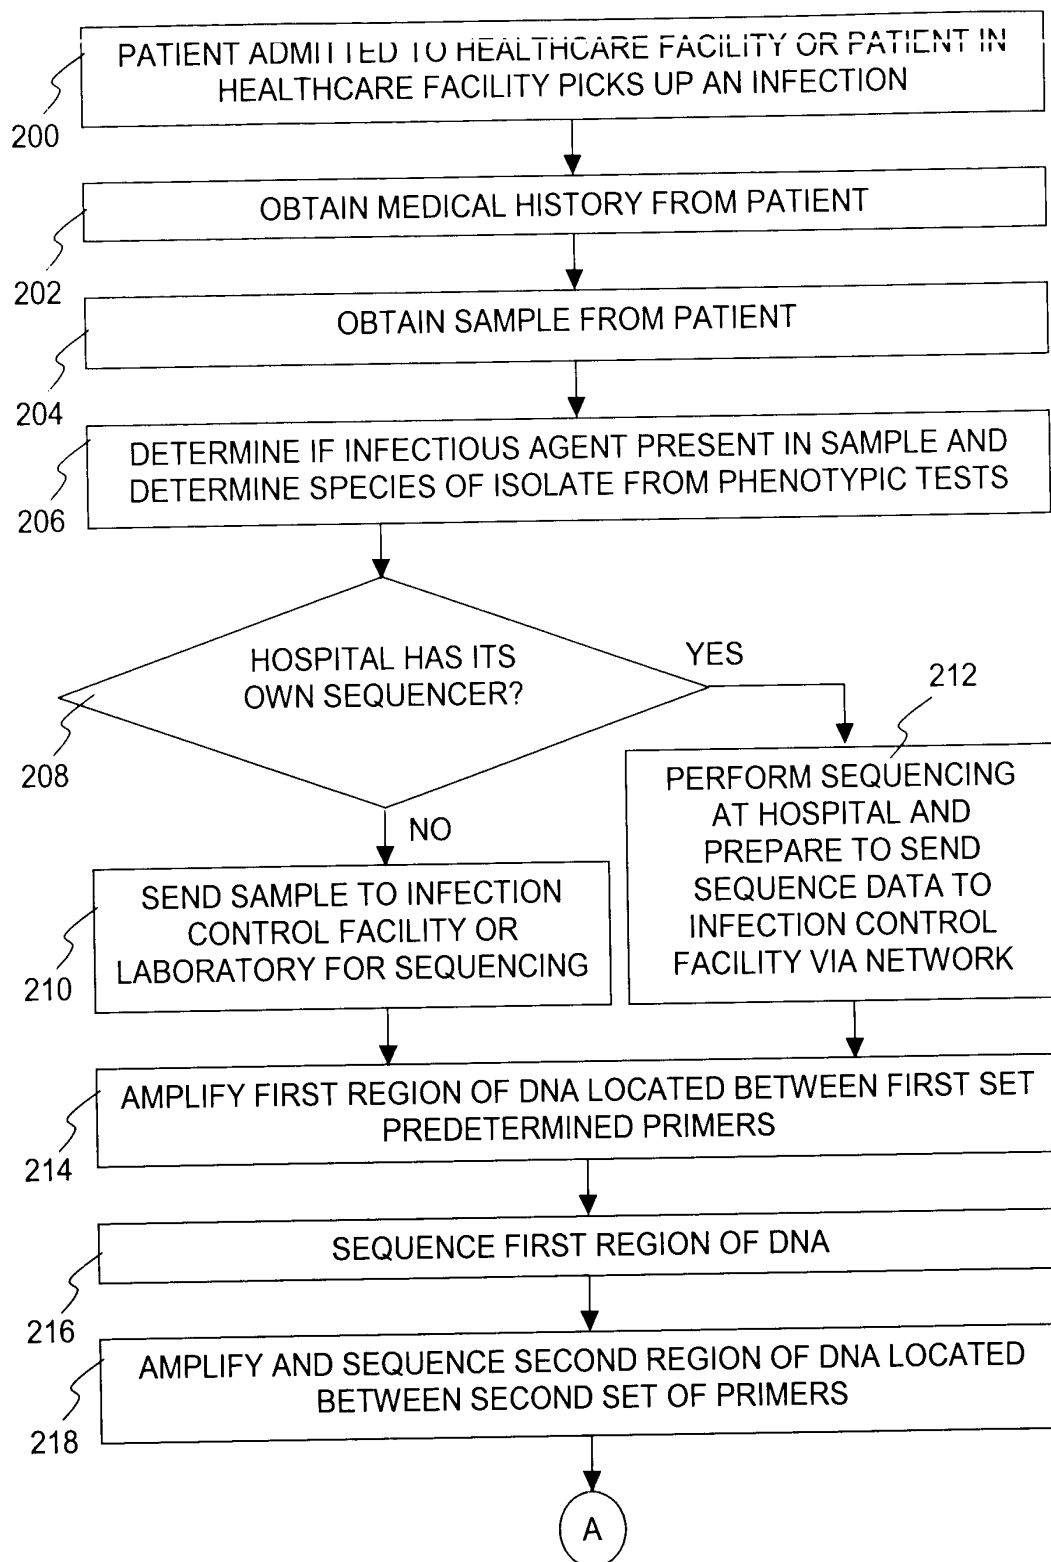 PATIENT ADMITTED TO HEALTHCARE FACILITY OR PATIENT IN
HEALTHCARE FACILITY PICKS UP AN INFECTION
200
OBTAIN MEDICAL HISTORY FROM PATIENT
202
OBTAIN SAMPLE FROM PATIENT
204
DETERMINE IF INFECTIOUS AGENT PRESENT IN SAMPLE AND
DETERMINE SPECIES OF ISOLATE FROM PHENOTYPIC TESTS
206
HOSPITAL HAS ITS
OWN SEQUENCER?
YES
208
NO
212
PERFORM SEQUENCING
AT HOSPITAL AND
PREPARE TO SEND
SEQUENCE DATA TO
INFECTION CONTROL
FACILITY VIA NETWORK
SEND SAMPLE TO INFECTION
CONTROL FACILITY OR
LABORATORY FOR SEQUENCING
210
AMPLIFY FIRST REGION OF DNA LOCATED BETWEEN FIRST SET
PREDETERMINED PRIMERS
214
SEQUENCE FIRST REGION OF DNA
216
AMPLIFY AND SEQUENCE SECOND REGION OF DNA LOCATED
BETWEEN SECOND SET OF PRIMERS
218
A